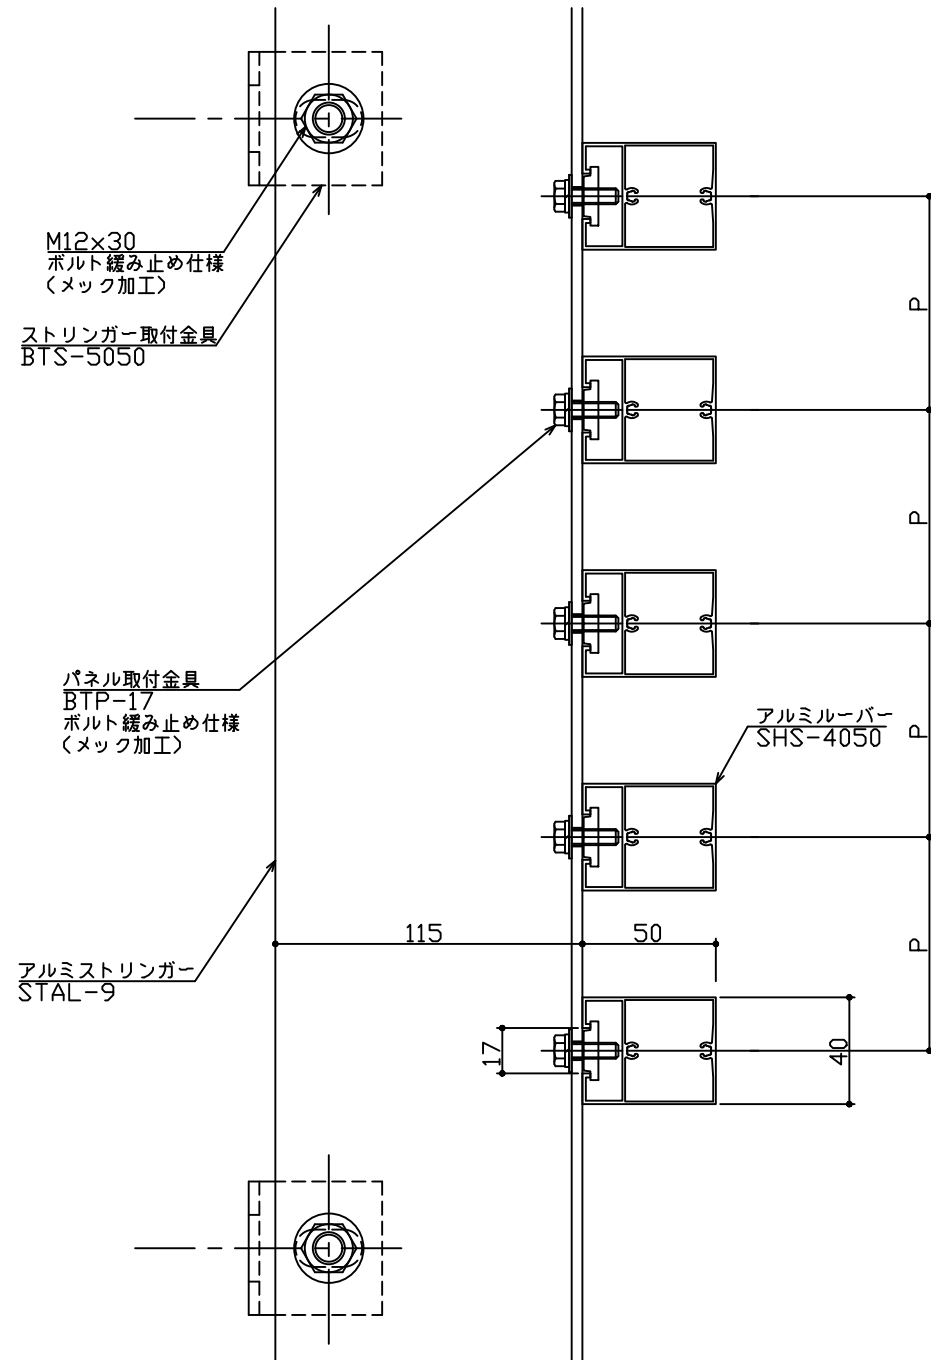 M12×30
ボルト緩み止め仕様
(メック加工)
ストリンガー取付金具
BTS-5050
P
P
パネル取付金具
BTP-17
ボルト緩み止め仕様
(メック加工)
アルミルーバー
SHS-4050
P
115
50
P
アルミストリンガー
STAL-9
17
40